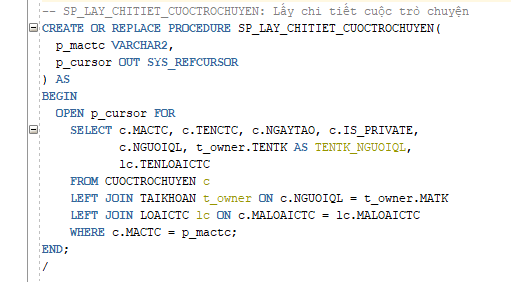 -- SP_LAY_CHITIET_CUOCTROCHUYEN: Lấy chi tiết cuộc trò chuyện
CREATE OR REPLACE PROCEDURE SP_LAY_CHITIET_CUOCTROCHUYEN(
p_mactc VARCHAR2,
p_cursor OUT SYS_REFCURSOR
) AS
BEGIN
OPEN p_cursor FOR
SELECT c.MACTC, c.TENCTC, c.NGAYTAO, c.IS_PRIVATE,
c.NGUOIQL, t_owner.TENTK AS TENTK_NGUOIQL,
lc.TENLOAICTC
FROM CUOCTROCHUYEN c
LEFT JOIN TAIKHOAN t_owner ON c.NGUOIQL = t_owner.MATK
LEFT JOIN LOAICTC lc ON c.MALOAICTC = lc.MALOAICTC
WHERE c.MACTC = p_mactc;
END;
/